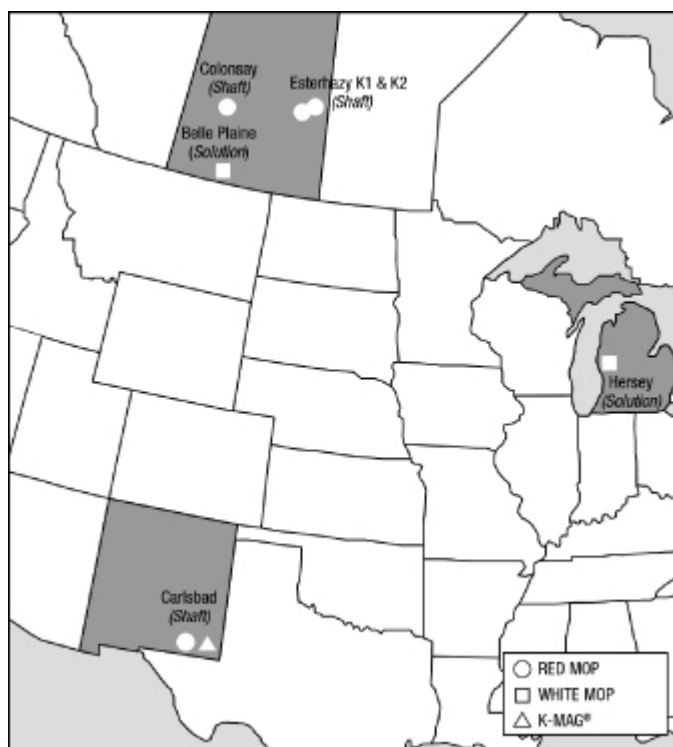 Colonsay
(Shaft)
Esterhazy K1 & K2
(Shaft)
Belle Plaine
(Solution)
Hersey
(Solution)
Carlsbad
(Shaft)
RED MOP
WHITE MOP
K-MAG®